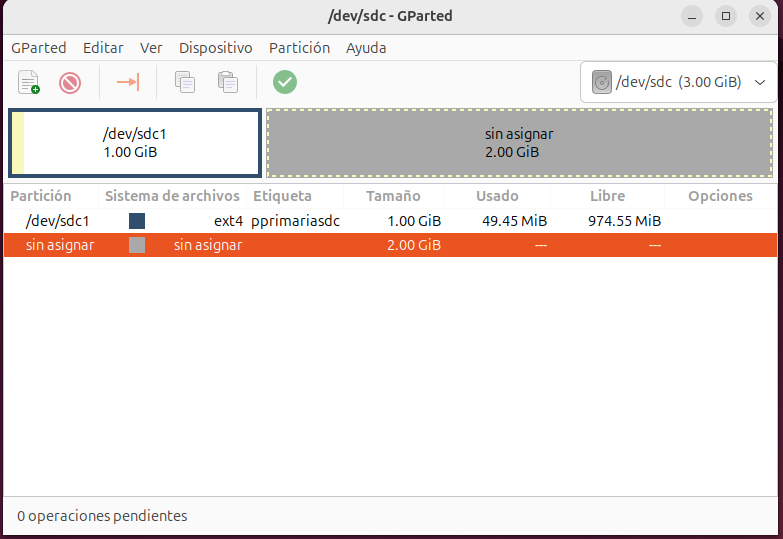 /dev/sdc - GParted
GParted Editar Ver Dispositivo Partición Ayuda
/dev/sdc (3.00 GiB)
/dev/sdc1
1.00 GiB
sin asignar
2.00 GiB
Partición Sistema de archivos Etiqueta Tamaño Usado Libre Opciones
/dev/sdc1 ext4 pprimariasdc 1.00 GiB 49.45 MiB 974.55 MiB
sin asignar sin asignar 2.00 GiB --- ---
0 operaciones pendientes